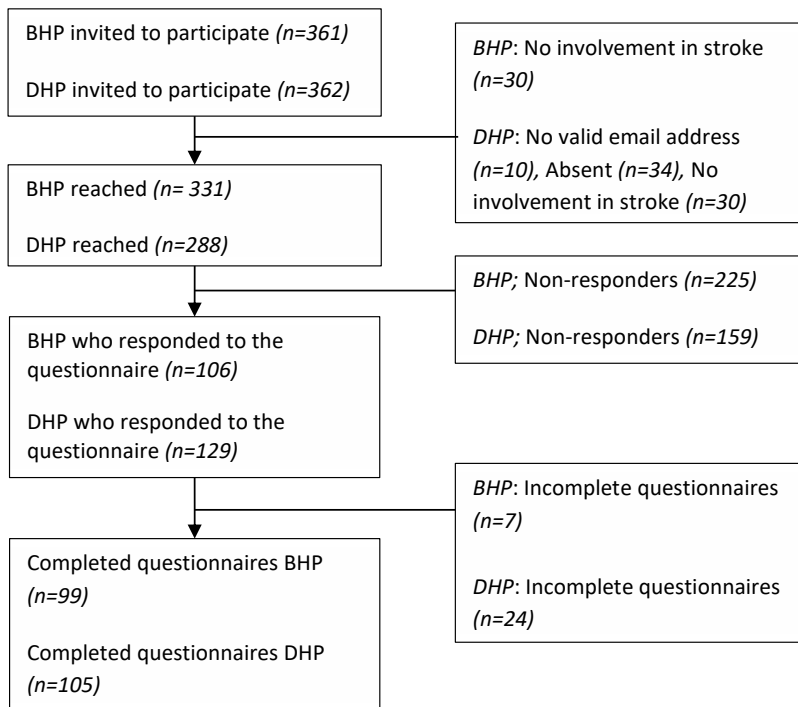 BHP invited to participate (n=361)
DHP invited to participate (n=362)
BHP: No involvement in stroke
(n=30)
DHP: No valid email address
(n=10), Absent (n=34), No
involvement in stroke (n=30)
BHP reached (n= 331)
DHP reached (n=288)
BHP; Non-responders (n=225)
DHP; Non-responders (n=159)
BHP who responded to the
questionnaire (n=106)
DHP who responded to the
questionnaire (n=129)
BHP: Incomplete questionnaires
(n=7)
DHP: Incomplete questionnaires
(n=24)
Completed questionnaires BHP
(n=99)
Completed questionnaires DHP
(n=105)